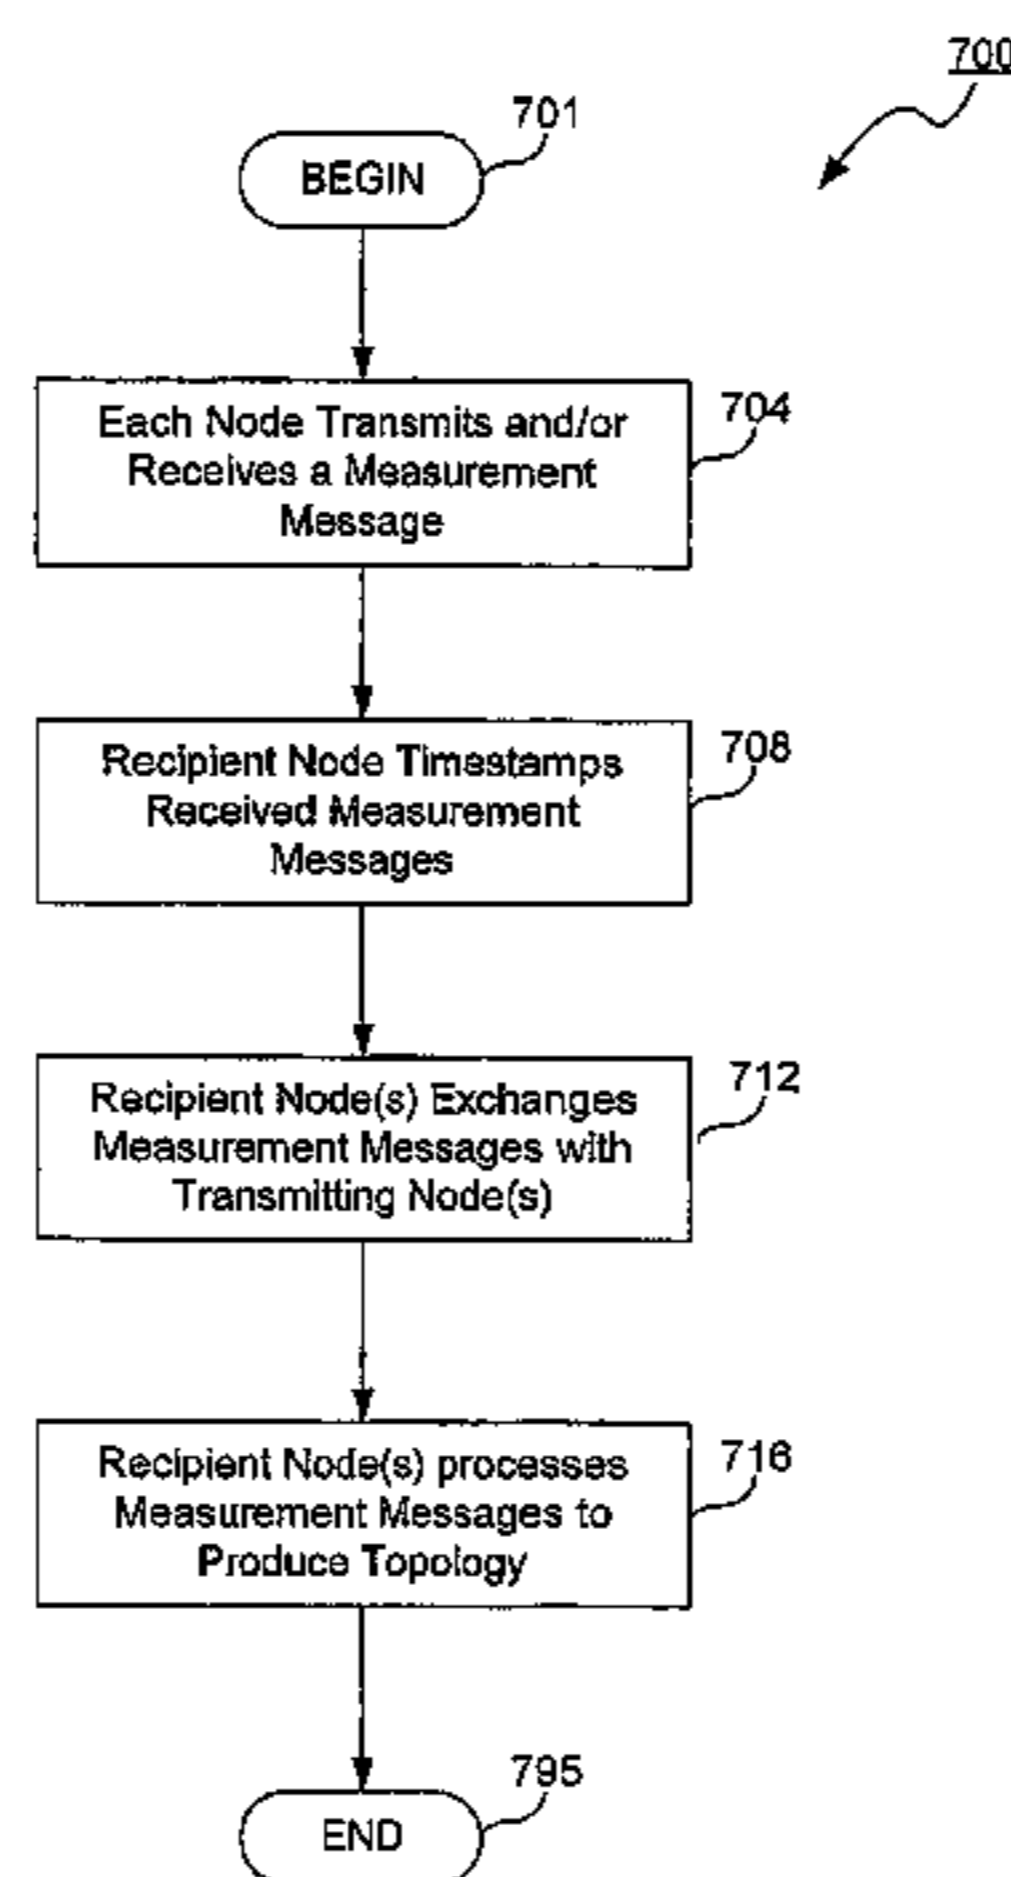 700
701
BEGIN
704
Each Node Transmits and/or
Receives a Measurement
Message
708
Recipient Node Timestamps
Received Measurement
Messages
712
Recipient Node(s) Exchanges
Measurement Messages with
Transmitting Node(s)
716
Recipient Node(s) processes
Measurement Messages to
Produce Topology
795
END